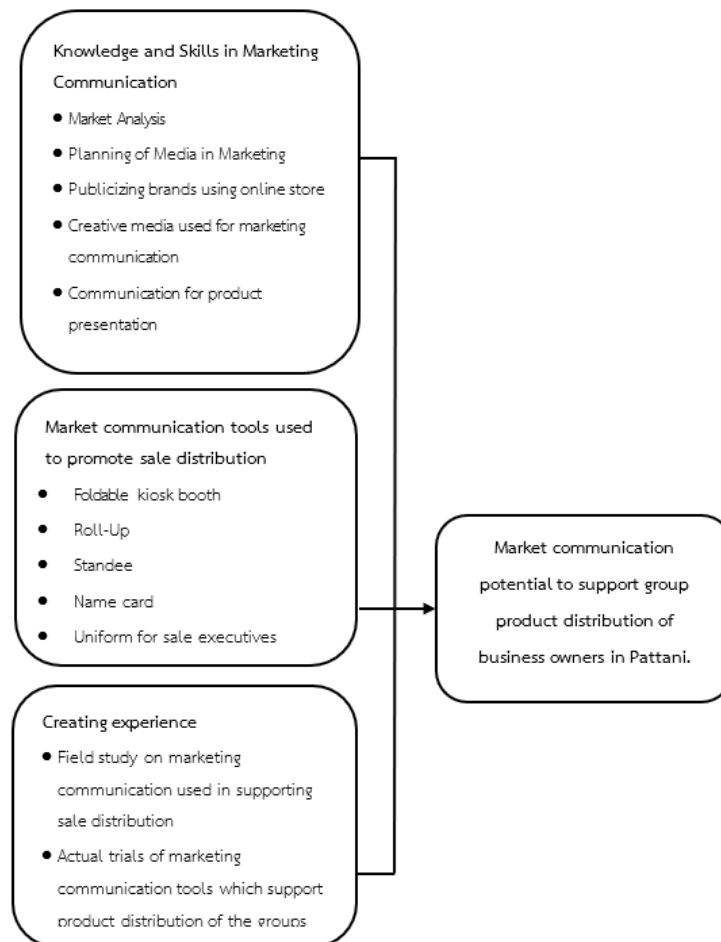 Knowledge and Skills in Marketing
Communication
● Market Analysis
● Planning of Media in Marketing
● Publicizing brands using online store
● Creative media used for marketing
communication
● Communication for product
presentation
Market communication tools used
to promote sale distribution
● Foldable kiosk booth
● Roll-Up
● Standee
● Name card
● Uniform for sale executives
Creating experience
● Field study on marketing
communication used in supporting
sale distribution
● Actual trials of marketing
communication tools which support
product distribution of the groups
Market communication
potential to support group
product distribution of
business owners in Pattani.